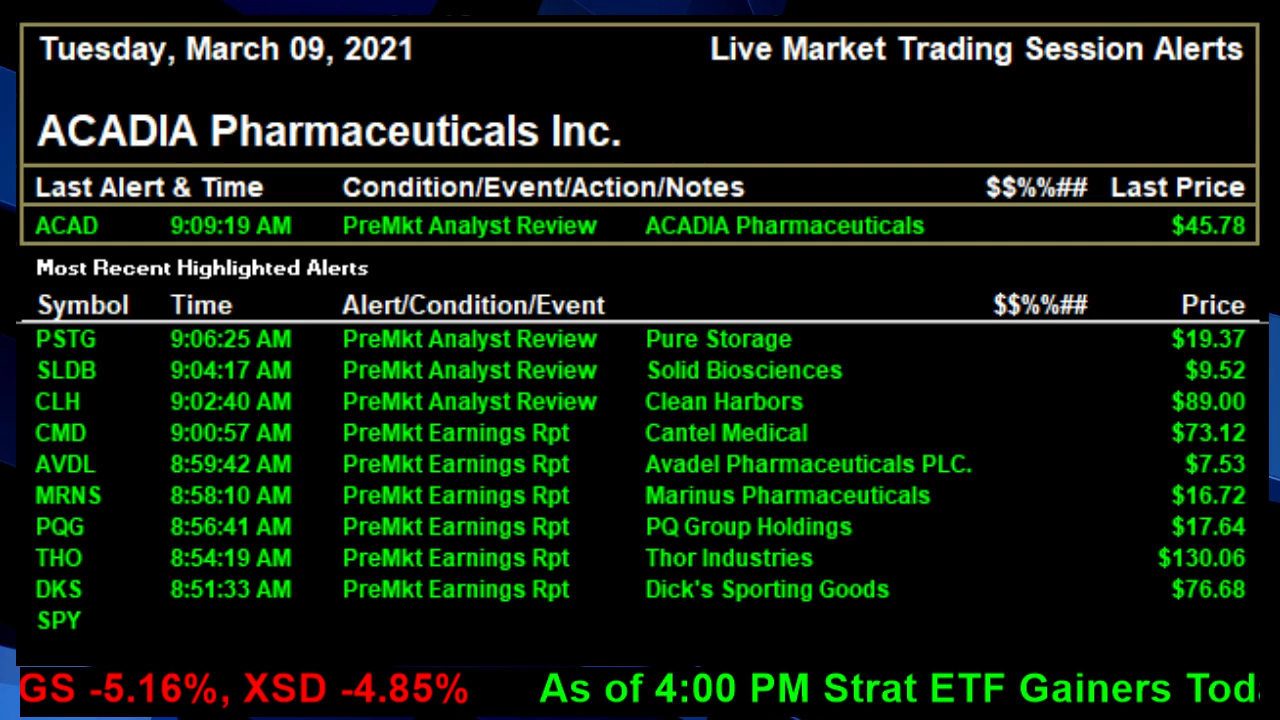 Tuesday, March 09, 2021 Live Market Trading Session Alerts
ACADIA Pharmaceuticals Inc.
Last Alert & Time Condition/Event/Action/Notes $$%%## Last Price
ACAD 9:09:19 AM PreMkt Analyst Review ACADIA Pharmaceuticals $45.78
Most Recent Highlighted Alerts
Symbol Time Alert/Condition/Event $$%%## Price
PSTG 9:06:25 AM PreMkt Analyst Review Pure Storage $19.37
SLDB 9:04:17 AM PreMkt Analyst Review Solid Biosciences $9.52
CLH 9:02:40 AM PreMkt Analyst Review Clean Harbors $89.00
CMD 9:00:57 AM PreMkt Earnings Rpt Cantel Medical $73.12
AVDL 8:59:42 AM PreMkt Earnings Rpt Avadel Pharmaceuticals PLC. $7.53
MRNS 8:58:10 AM PreMkt Earnings Rpt Marinus Pharmaceuticals $16.72
PQG 8:56:41 AM PreMkt Earnings Rpt PQ Group Holdings $17.64
THO 8:54:19 AM PreMkt Earnings Rpt Thor Industries $130.06
DKS 8:51:33 AM PreMkt Earnings Rpt Dick's Sporting Goods $76.68
SPY
GS -5.16%, XSD -4.85% As of 4:00 PM Strat ETF Gainers Tod